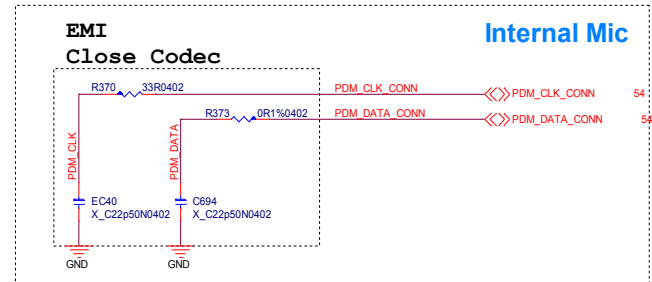 EMI
Close Codec
Internal Mic
R370 33R0402 PDM_CLK_CONN PDM_CLK_CONN 54
R373 0R1%0402 PDM_DATA_CONN PDM_DATA_CONN 54
PDM_CLK
PDM_DATA
EC40 C694
X_C22p50N0402 X_C22p50N0402
GND GND